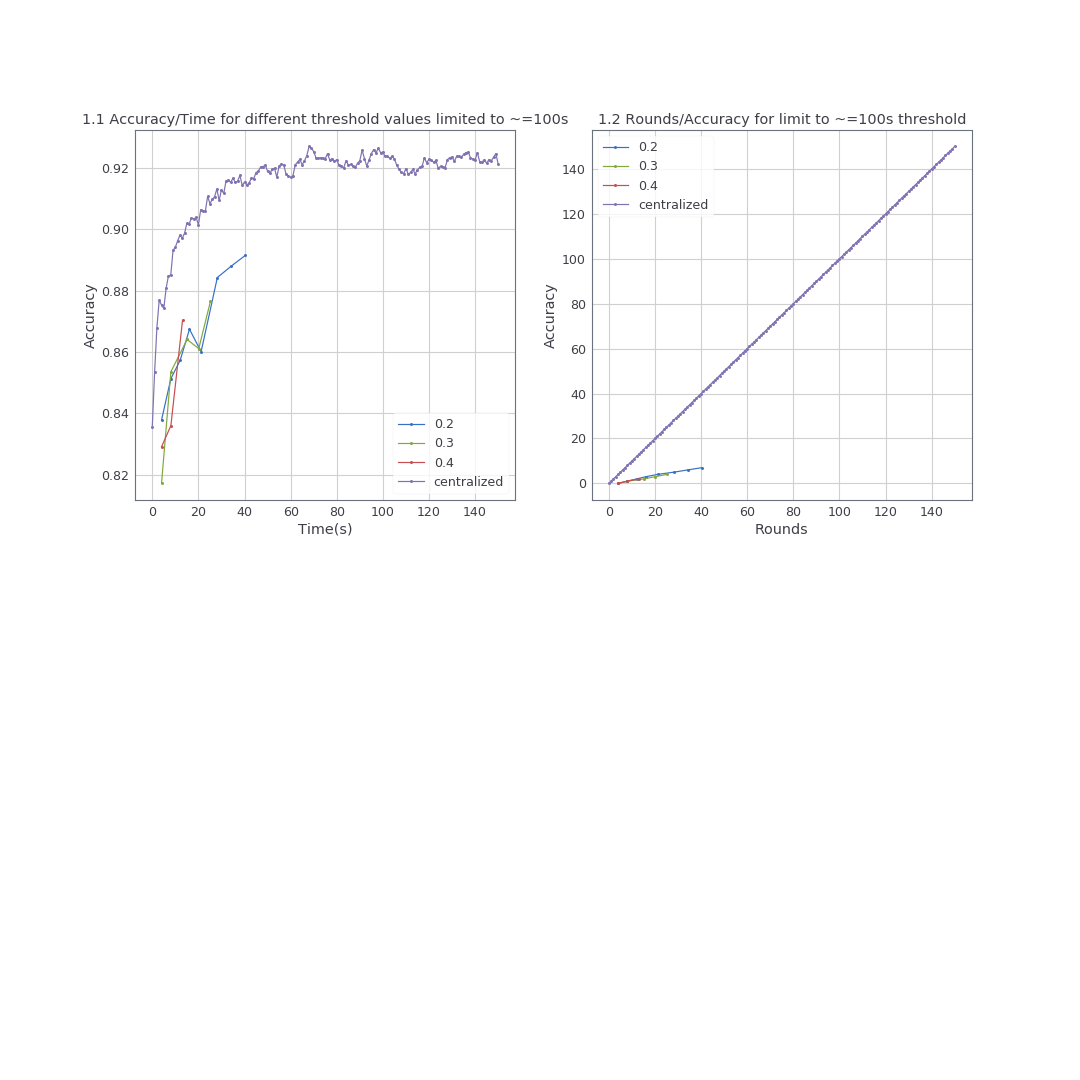 1.1 Accuracy/Time for different threshold values limited to ~=100s
0.92
0.90
0.88
0.86
0.84
0.82
Accuracy
0.2
0.3
0.4
centralized
0 20 40 60 80 100 120 140
Time(s)
1.2 Rounds/Accuracy for limit to ~=100s threshold
0.2
0.3
0.4
centralized
140
120
100
80
60
40
20
0
Accuracy
0 20 40 60 80 100 120 140
Rounds